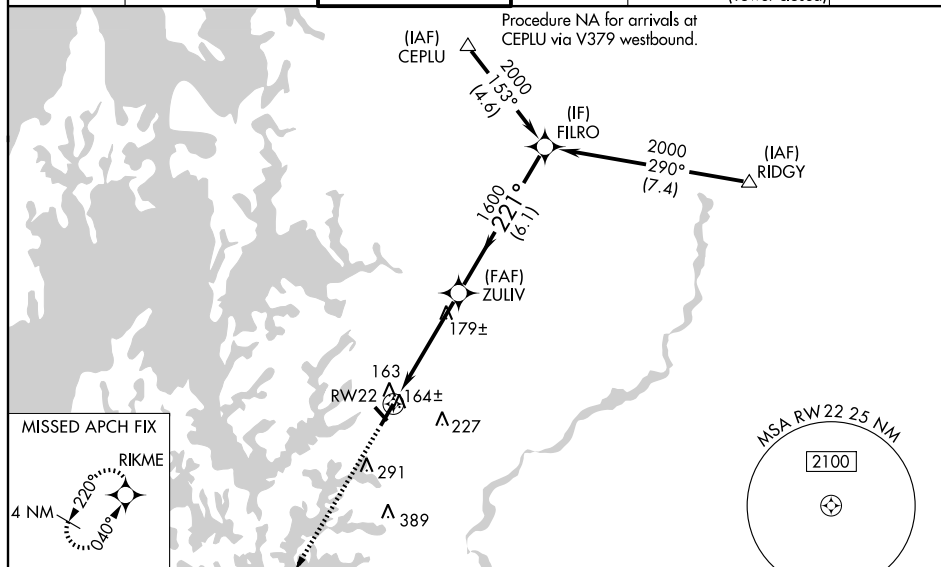 (tower closed)
Procedure NA for arrivals at
CEPLU via V379 westbound.
(IAF)
CEPLU
2000
153°
(4.6)
(IF)
FILRO
2000
290°
(7.4)
(IAF)
RIDGY
1600
221°
(6.1)
(FAF)
ZULIV
179±
163
RW22
164±
227
291
389
MISSED APCH FIX
RIKME
4 NM
220°
040°
MSA RW22 25 NM
2100